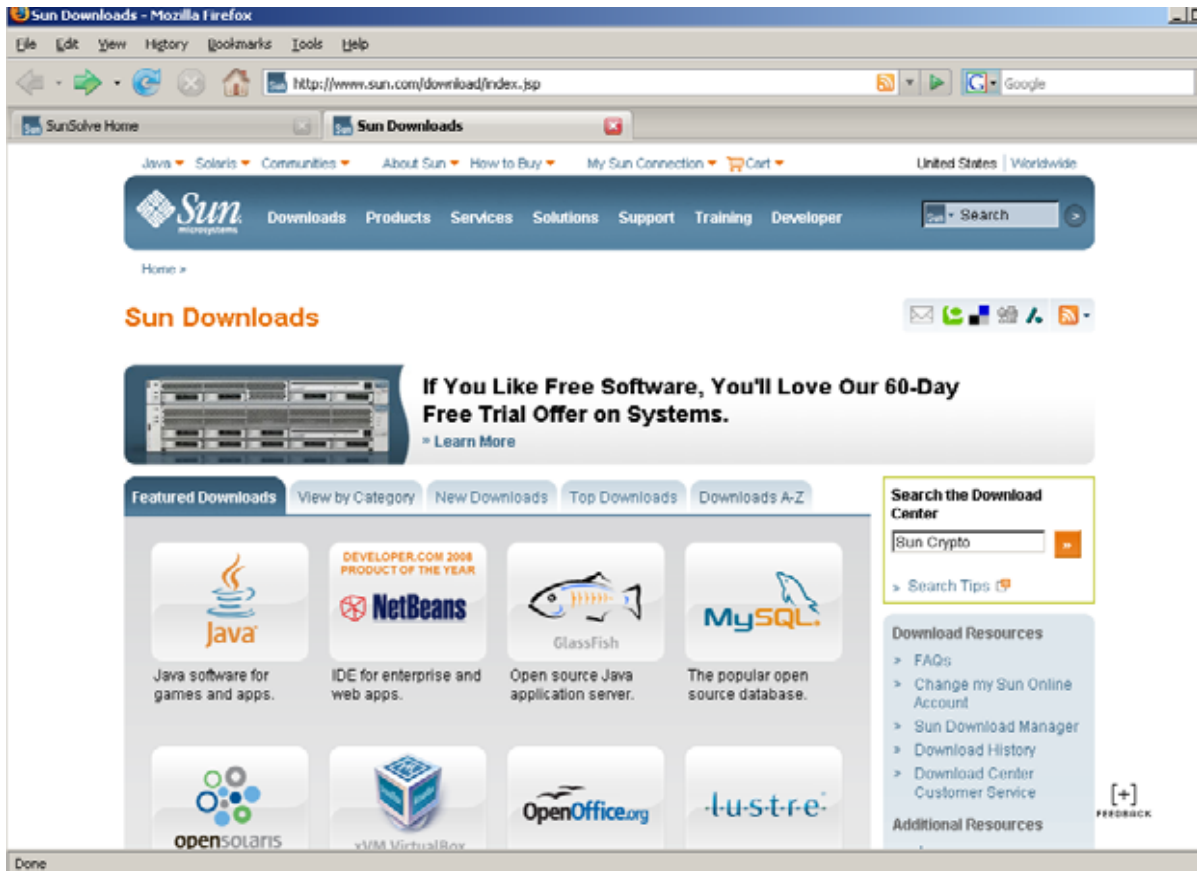 Sun Downloads - Mozilla Firefox
File Edit View History Bookmarks Tools Help
http://www.sun.com/download/index.jsp
Google
SunSolve Home
Sun Downloads
Java Solaris Communities About Sun How to Buy My Sun Connection Cart United States | Worldwide
Sun microsystems
Downloads Products Services Solutions Support Training Developer
Sun Search
Home »
Sun Downloads
If You Like Free Software, You'll Love Our 60-Day
Free Trial Offer on Systems.
» Learn More
Featured Downloads View by Category New Downloads Top Downloads Downloads A-Z
Java
Java software for
games and apps.
DEVELOPER.COM 2008
PRODUCT OF THE YEAR
NetBeans
IDE for enterprise and
web apps.
GlassFish
Open source Java
application server.
MySQL
The popular open
source database.
opensolaris
xVM VirtualBox
OpenOffice.org
·l·u·s·t·r·e·
Search the Download
Center
Sun Crypto
»
» Search Tips
Download Resources
» FAQs
» Change my Sun Online
Account
» Sun Download Manager
» Download History
» Download Center
Customer Service
Additional Resources
[+]
FEEDBACK
Done